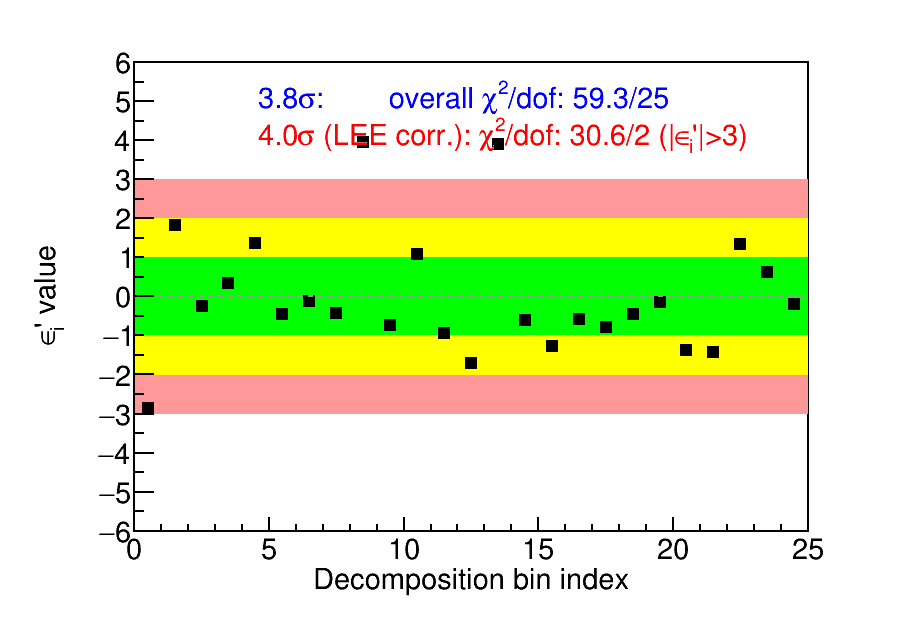 3.8σ: overall χ²/dof: 59.3/25
4.0σ (LEE corr.): χ²/dof: 30.6/2 (|ϵᵢ'|>3)
6
5
4
3
2
1
0
−1
−2
−3
−4
−5
−6
ϵᵢ' value
0 5 10 15 20 25
Decomposition bin index